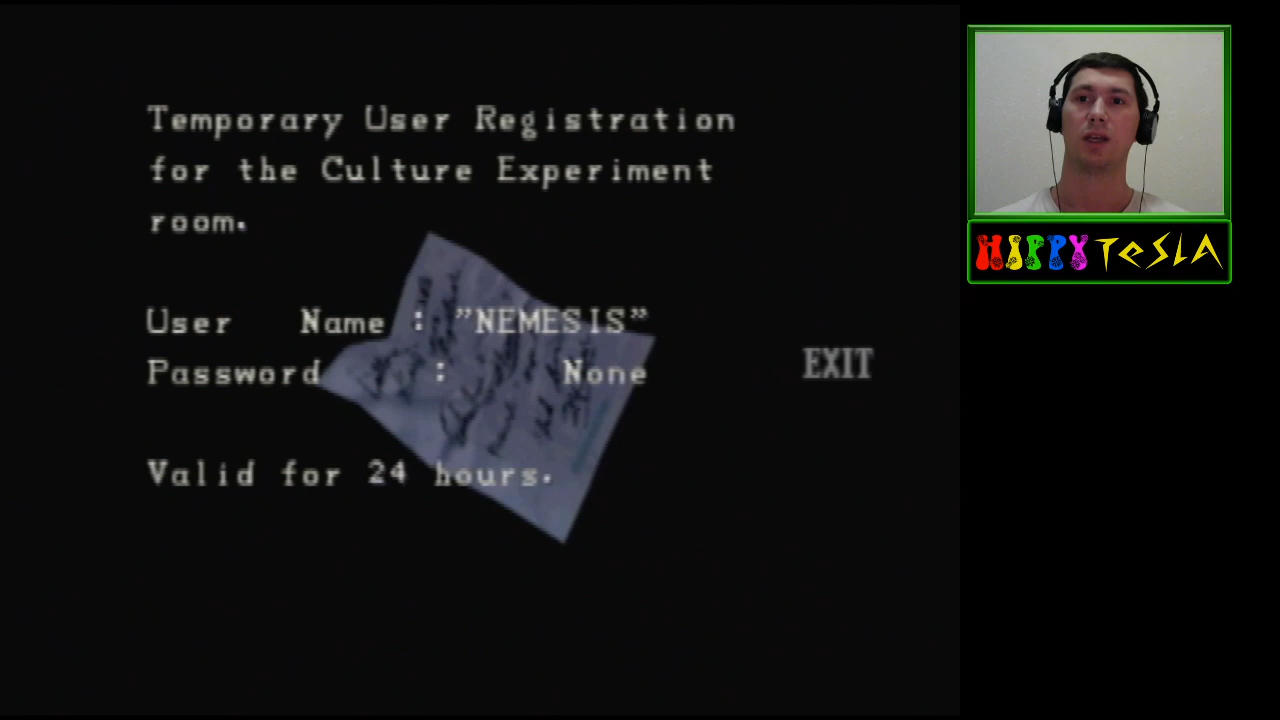 Temporary User Registration
for the Culture Experiment
room.
User Name : ”NEMESIS”
Password : None
EXIT
Valid for 24 hours.
HIPPY TeSLA